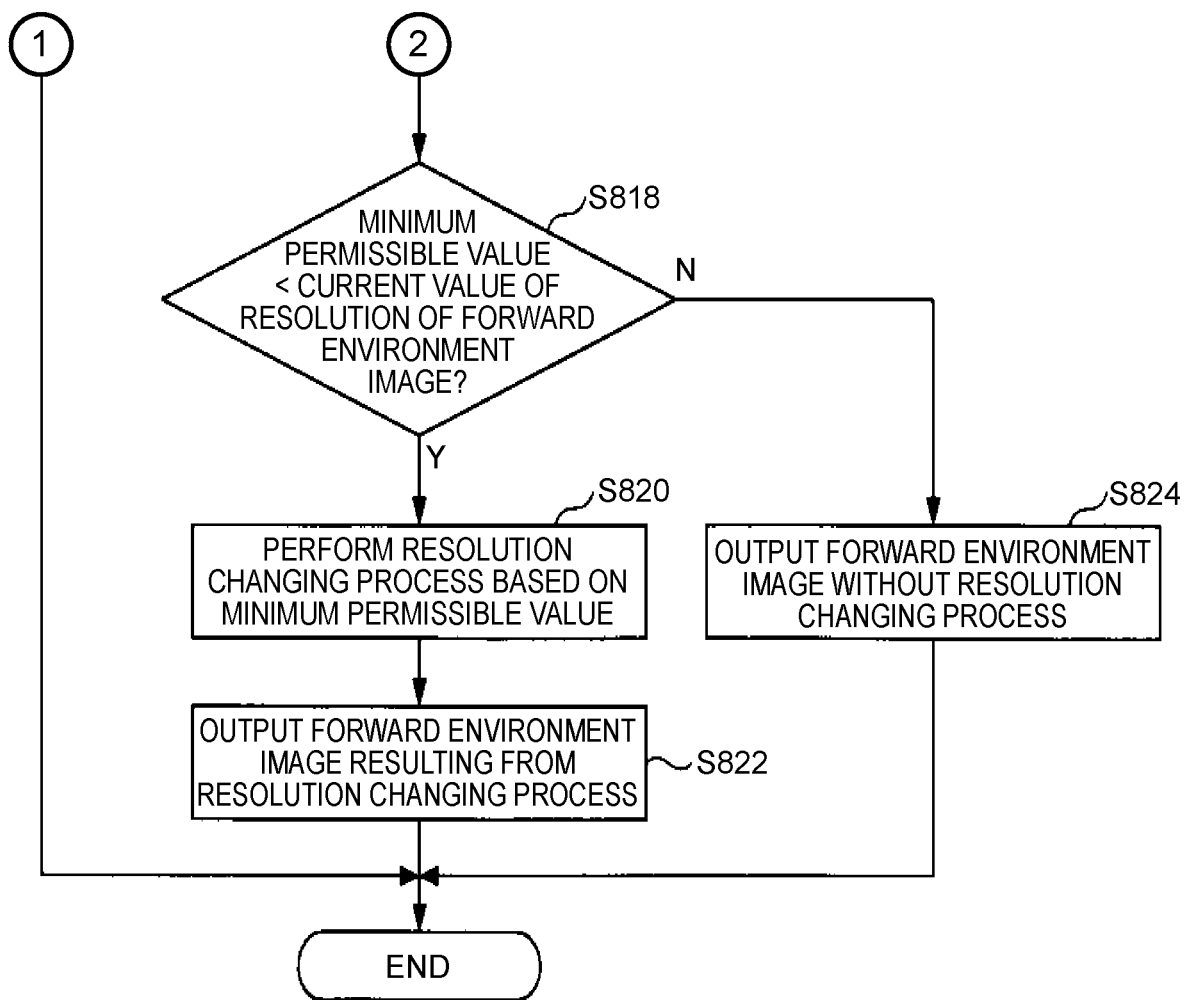 1
2
S818
MINIMUM
PERMISSIBLE VALUE
< CURRENT VALUE OF
RESOLUTION OF FORWARD
ENVIRONMENT
IMAGE?
N
Y
S820
PERFORM RESOLUTION
CHANGING PROCESS BASED ON
MINIMUM PERMISSIBLE VALUE
S824
OUTPUT FORWARD ENVIRONMENT
IMAGE WITHOUT RESOLUTION
CHANGING PROCESS
OUTPUT FORWARD ENVIRONMENT
IMAGE RESULTING FROM
RESOLUTION CHANGING PROCESS
S822
END